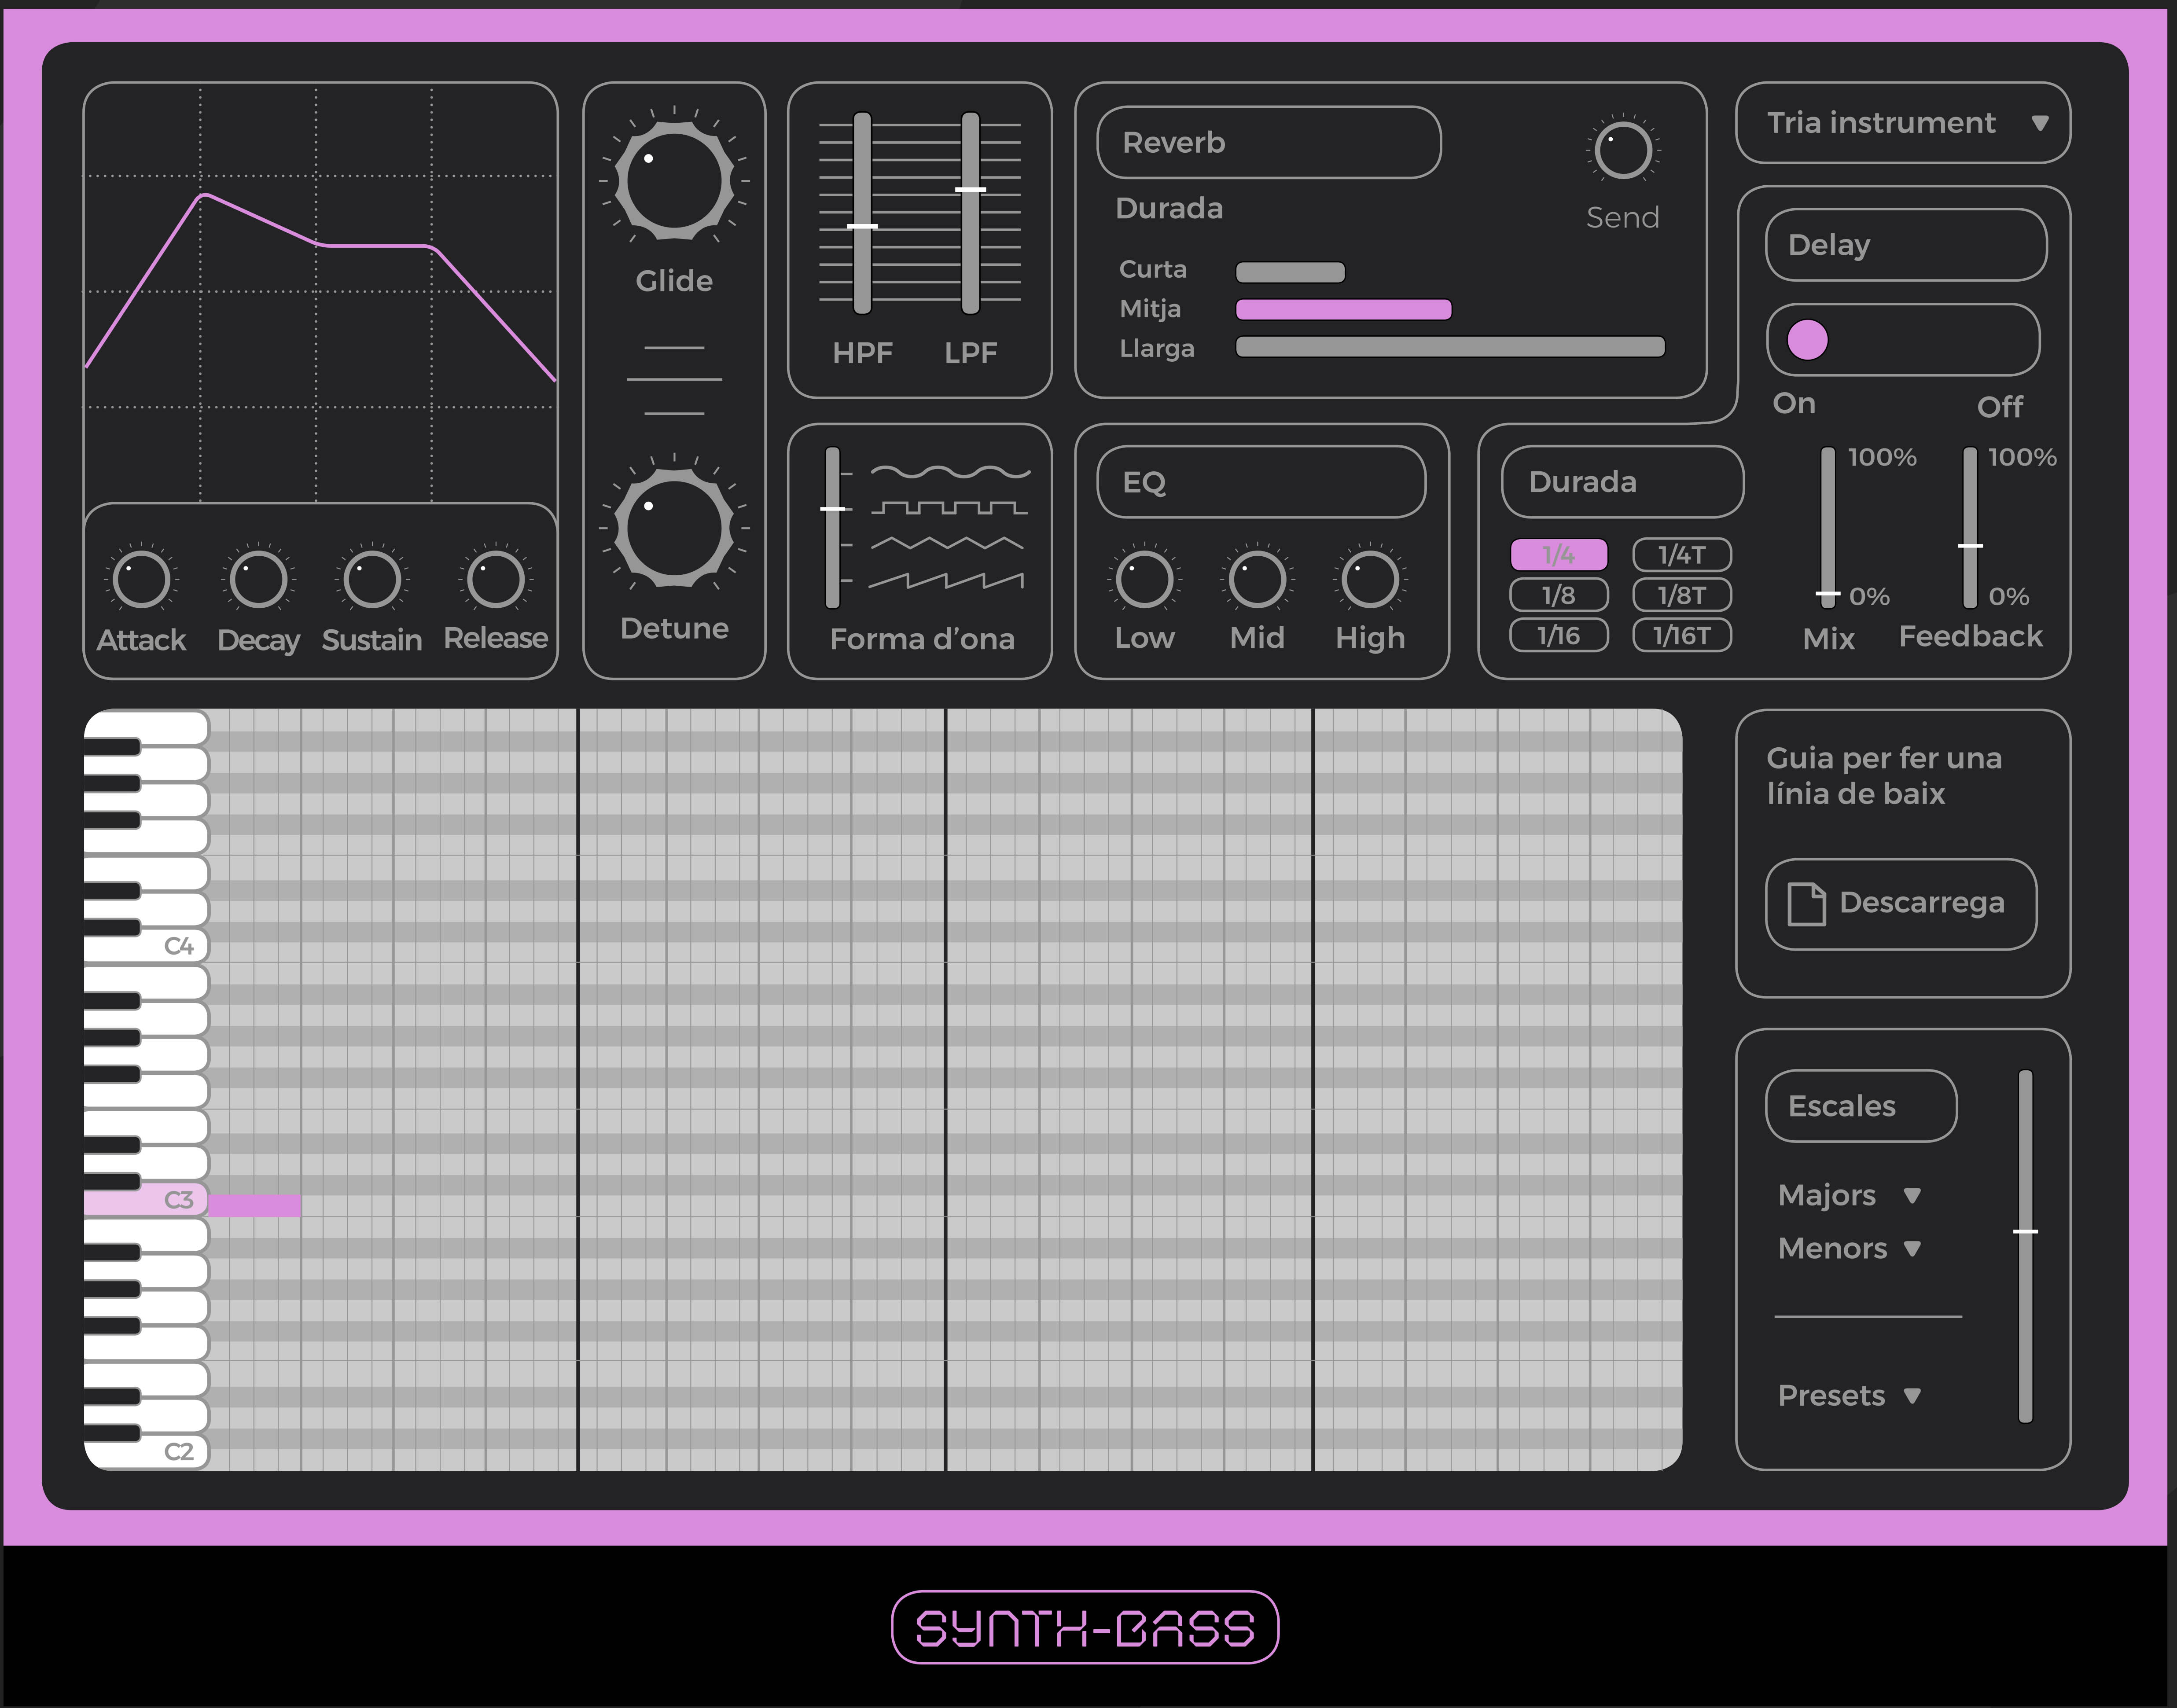 Attack
Decay
Sustain
Release
Glide
Detune
HPF
LPF
Forma d’ona
Reverb
Durada
Curta
Mitja
Llarga
Send
EQ
Low
Mid
High
Tria instrument
Delay
On
Off
Durada
1/4
1/4T
1/8
1/8T
1/16
1/16T
100%
0%
Mix
100%
0%
Feedback
C4
C3
C2
Guia per fer una
línia de baix
Descarrega
Escales
Majors
Menors
Presets
SYNTH-BASS